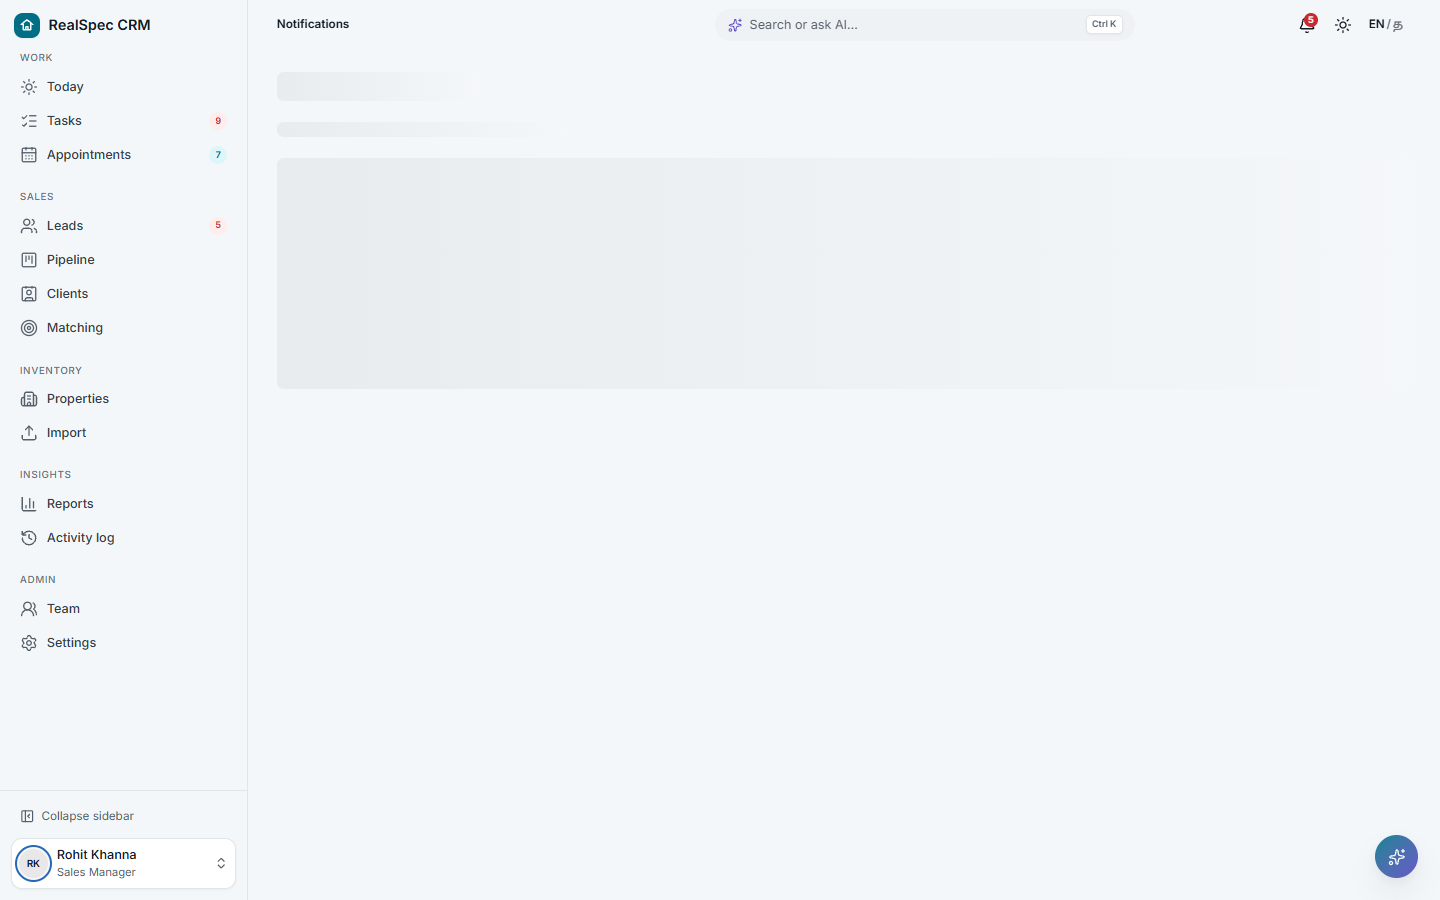 RealSpec CRM
WORK
Today
Tasks 9
Appointments 7
SALES
Leads 5
Pipeline
Clients
Matching
INVENTORY
Properties
Import
INSIGHTS
Reports
Activity log
ADMIN
Team
Settings
Collapse sidebar
RK
Rohit Khanna
Sales Manager
Notifications
Search or ask AI...
Ctrl K
5
EN / த